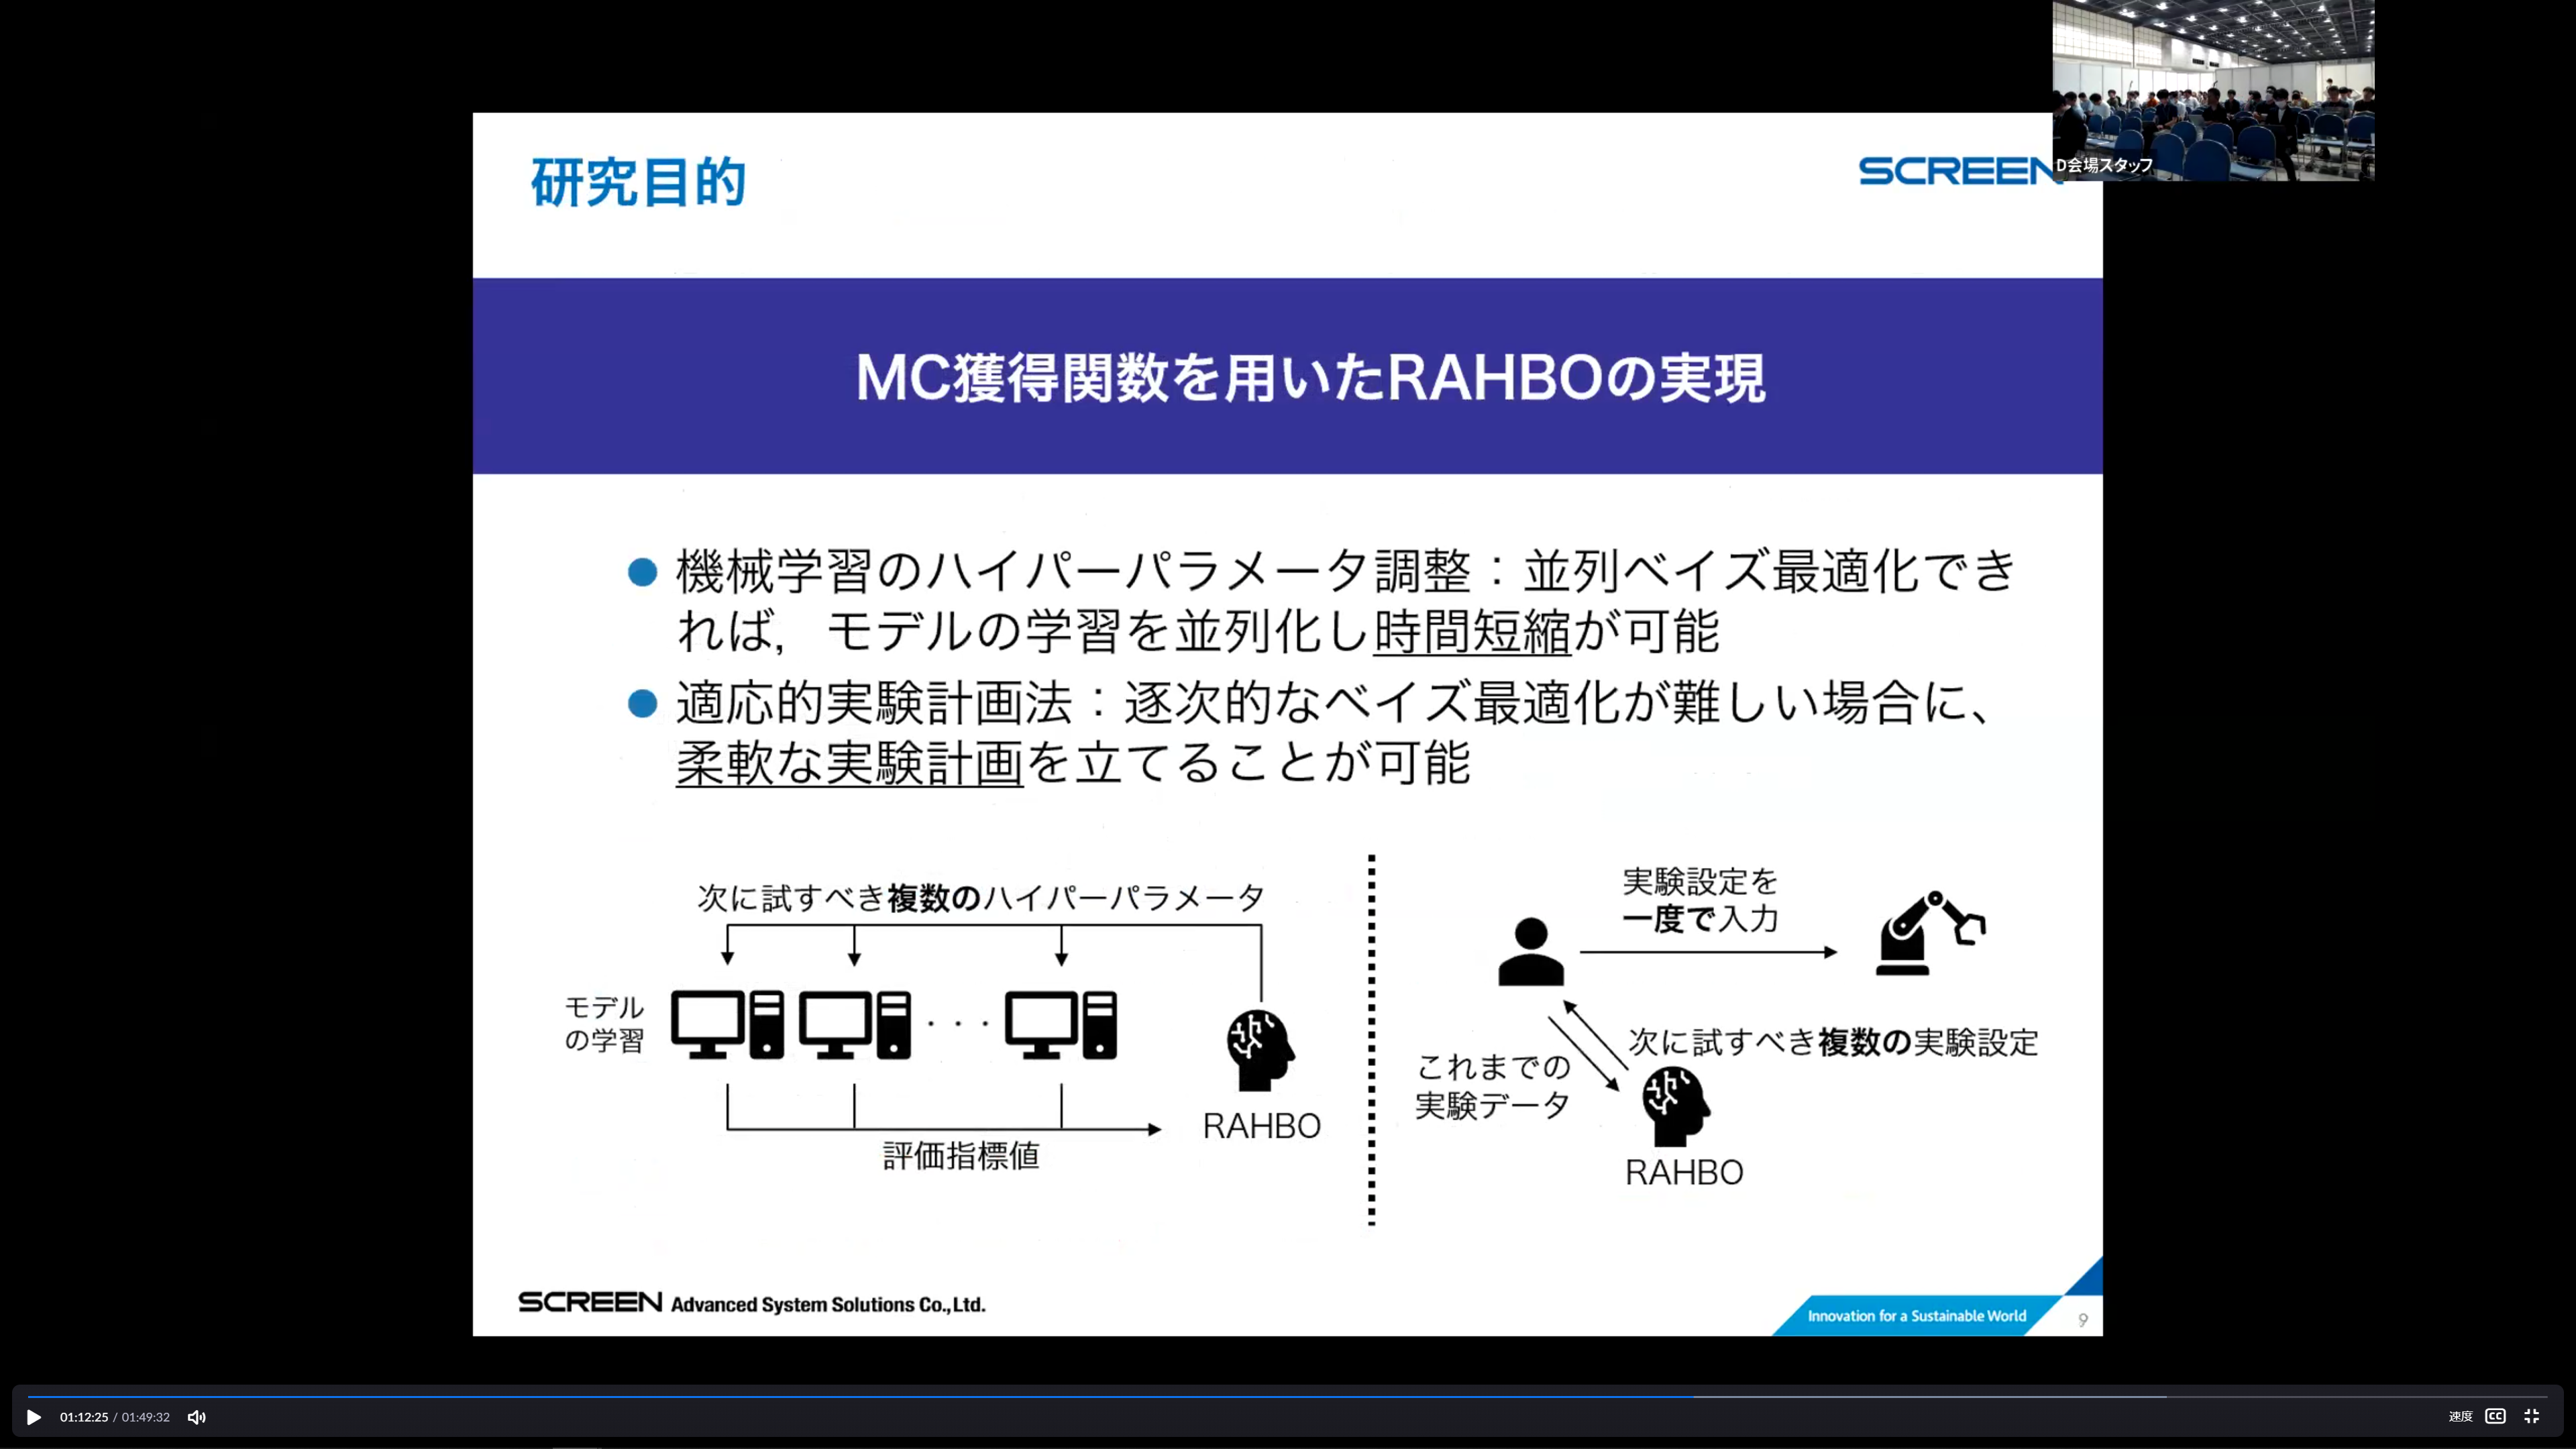 研究目的
SCREEN
D会場スタッフ
MC獲得関数を用いたRAHBOの実現
機械学習のハイパーパラメータ調整：並列ベイズ最適化でき
れば，モデルの学習を並列化し時間短縮が可能
適応的実験計画法：逐次的なベイズ最適化が難しい場合に、
柔軟な実験計画を立てることが可能
次に試すべき複数のハイパーパラメータ
モデル
の学習
・・・
RAHBO
評価指標値
実験設定を
一度で入力
次に試すべき複数の実験設定
これまでの
実験データ
RAHBO
SCREEN Advanced System Solutions Co., Ltd.
Innovation for a Sustainable World
9
01:12:25 / 01:49:32
速度
CC